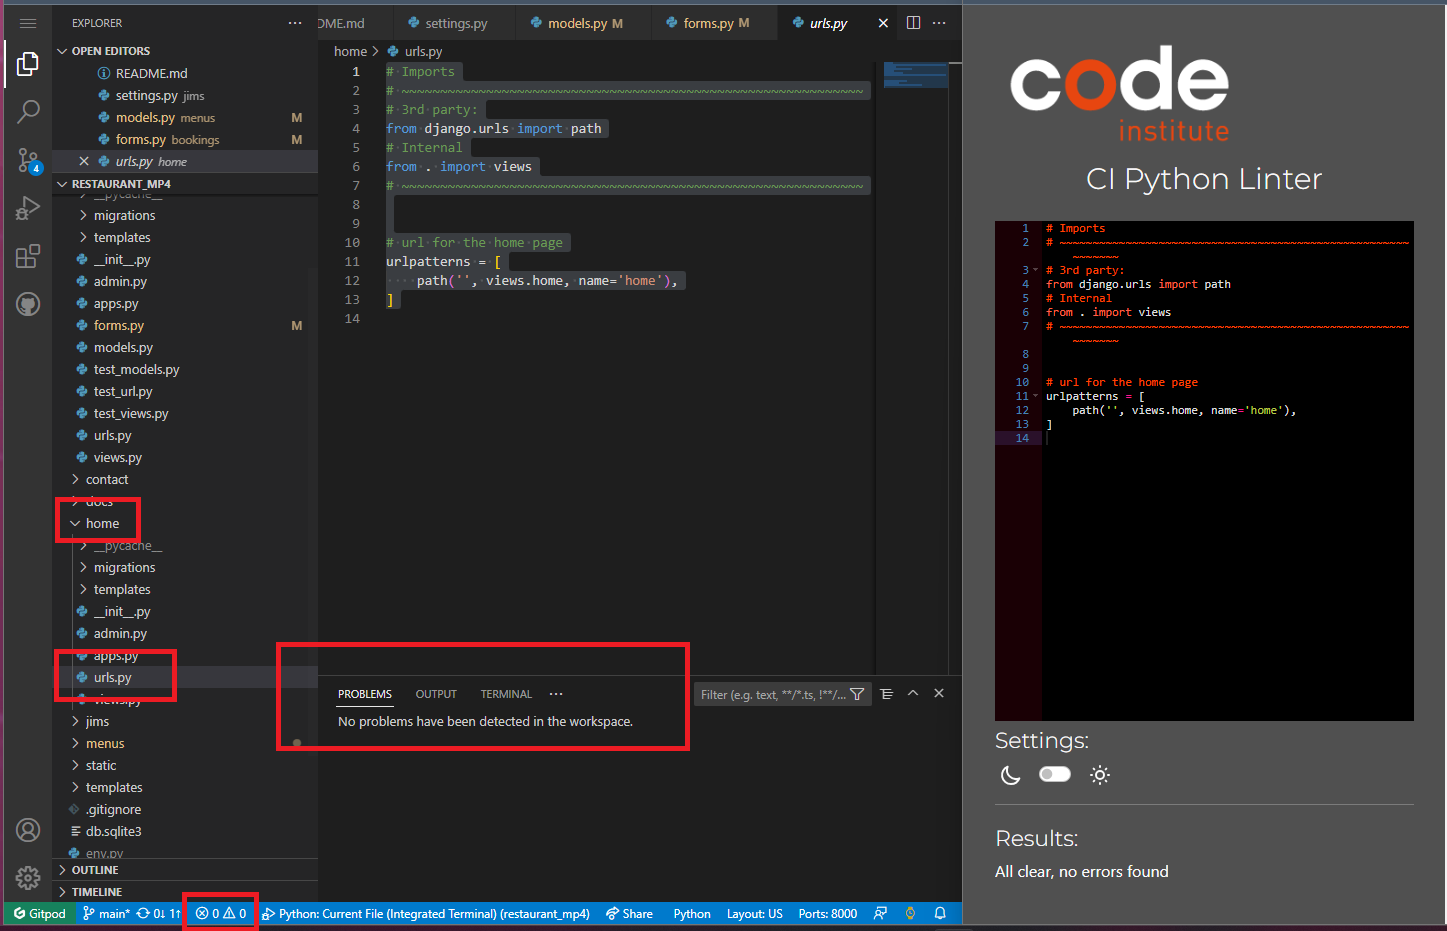 EXPLORER
OPEN EDITORS
README.md
settings.py jims
models.py menus M
forms.py bookings M
urls.py home
4
RESTAURANT_MP4
__pycache__
migrations
templates
__init__.py
admin.py
apps.py
forms.py M
models.py
test_models.py
test_url.py
test_views.py
urls.py
views.py
contact
docs
home
__pycache__
migrations
templates
__init__.py
admin.py
apps.py
urls.py
views.py
jims
menus
static
templates
.gitignore
db.sqlite3
env.py
OUTLINE
TIMELINE
DME.md settings.py models.py M forms.py M urls.py
home > urls.py
1 # Imports
2 # ~~~~~~~~~~~~~~~~~~~~~~~~~~~~~~~~~~~~~~~~~~~~~~~~~~~~~~~~~~~~
3 # 3rd party:
4 from django.urls import path
5 # Internal
6 from . import views
7 # ~~~~~~~~~~~~~~~~~~~~~~~~~~~~~~~~~~~~~~~~~~~~~~~~~~~~~~~~~~~~
8
9
10 # url for the home page
11 urlpatterns = [
12     path('', views.home, name='home'),
13 ]
14
PROBLEMS OUTPUT TERMINAL ··· Filter (e.g. text, **/*.ts, !**/...
No problems have been detected in the workspace.
Gitpod main* 0↓ 1↑ 0 0 Python: Current File (Integrated Terminal) (restaurant_mp4) Share Python Layout: US Ports: 8000
code
institute
CI Python Linter
1 # Imports
2 # ~~~~~~~~~~~~~~~~~~~~~~~~~~~~~~~~~~~~~~~~~~~~~~~~~~~~~
~~~~~~~
3 # 3rd party:
4 from django.urls import path
5 # Internal
6 from . import views
7 # ~~~~~~~~~~~~~~~~~~~~~~~~~~~~~~~~~~~~~~~~~~~~~~~~~~~~~
~~~~~~~
8
9
10 # url for the home page
11 urlpatterns = [
12     path('', views.home, name='home'),
13 ]
14
Settings:
Results:
All clear, no errors found